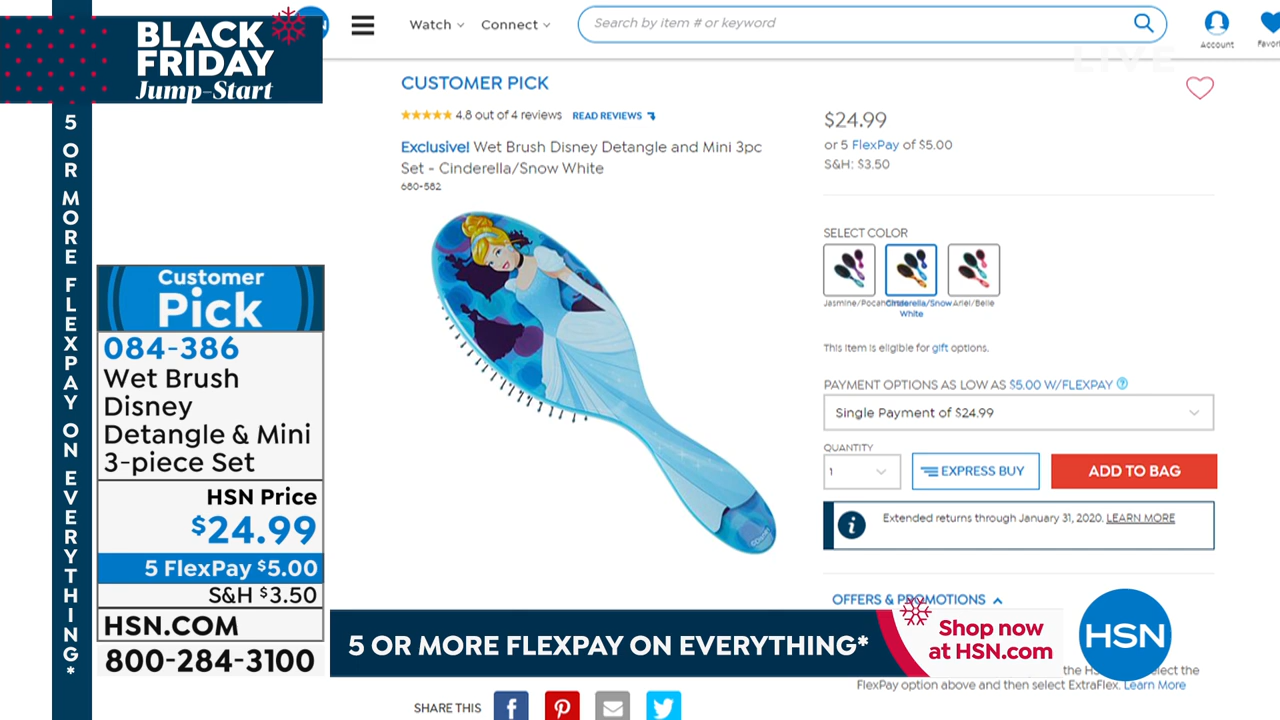 BLACK
FRIDAY
Jump-Start
5 OR MORE FLEXPAY ON EVERYTHING*
Customer
Pick
084-386
Wet Brush
Disney
Detangle & Mini
3-piece Set
HSN Price
$24.99
5 FlexPay $5.00
S&H $3.50
HSN.COM
800-284-3100
Watch
Connect
Search by item # or keyword
Account
LIVE
CUSTOMER PICK
4.8 out of 4 reviews READ REVIEWS
Exclusive! Wet Brush Disney Detangle and Mini 3pc
Set - Cinderella/Snow White
680-582
$24.99
or 5 FlexPay of $5.00
S&H: $3.50
SELECT COLOR
Cinderella/Snow
White
Ariel/Belle
This item is eligible for gift options.
PAYMENT OPTIONS AS LOW AS $5.00 W/FLEXPAY
Single Payment of $24.99
QUANTITY
1
EXPRESS BUY
ADD TO BAG
Extended returns through January 31, 2020. LEARN MORE
OFFERS & PROMOTIONS
5 OR MORE FLEXPAY ON EVERYTHING*
Shop now
at HSN.com
HSN
FlexPay option above and then select ExtraFlex. Learn More
SHARE THIS